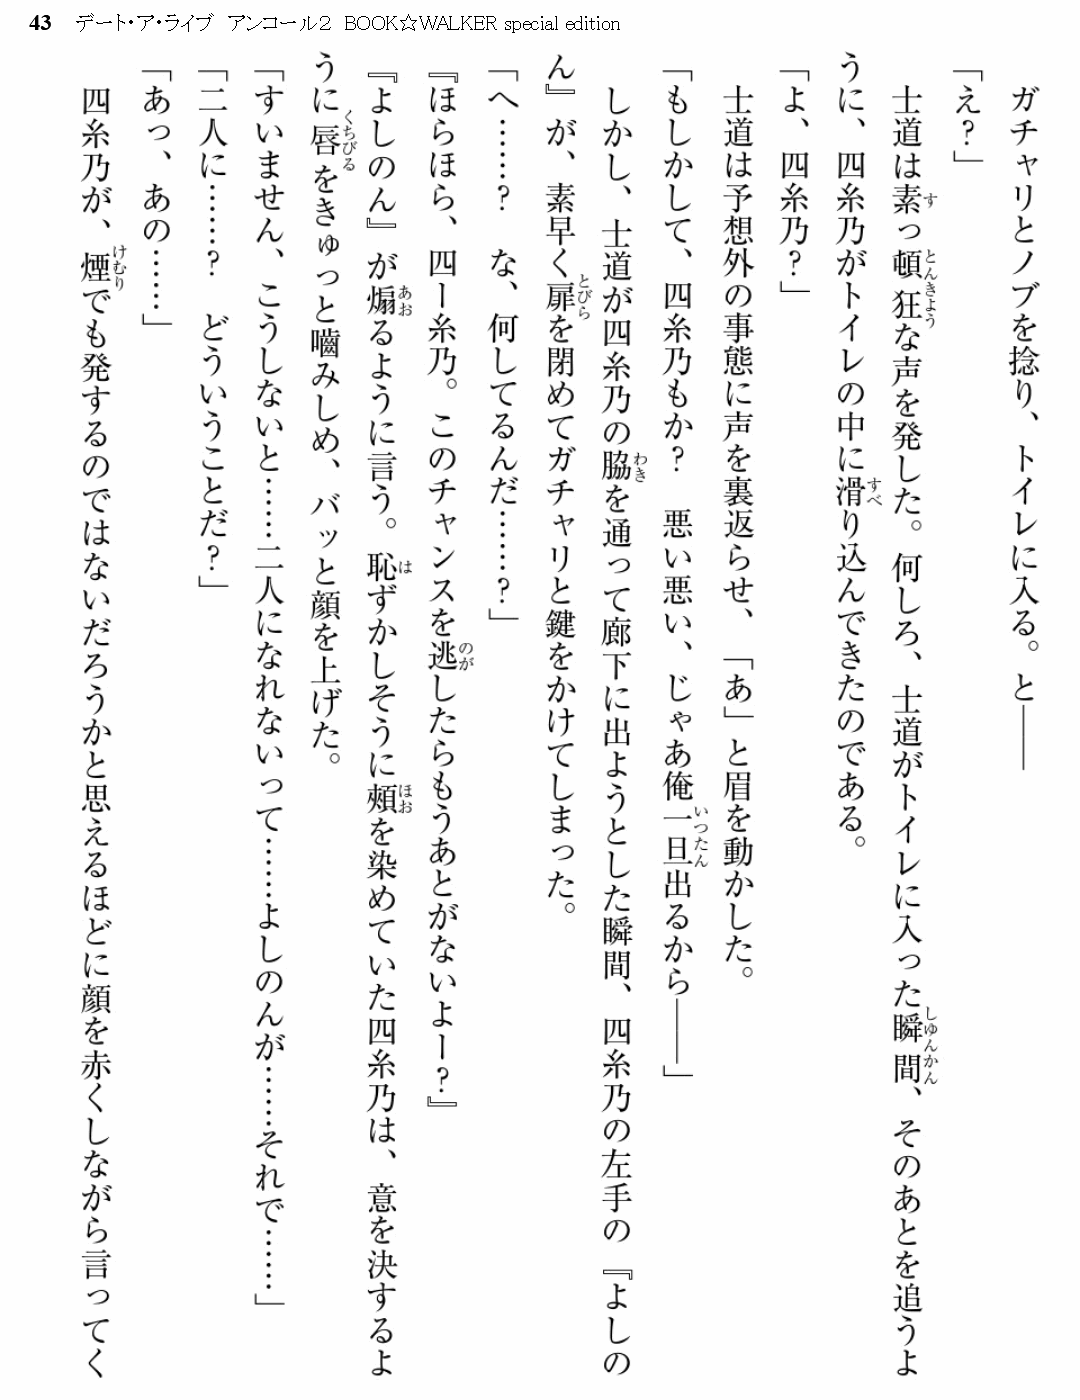 43 デート・ア・ライブ アンコール2 BOOK☆WALKER special edition
ガチャリとノブを捻り、トイレに入る。と――
「え?」
士道は素っ頓狂な声を発した。何しろ、士道がトイレに入った瞬間、そのあとを追うよ
うに、四糸乃がトイレの中に滑り込んできたのである。
「よ、四糸乃?」
士道は予想外の事態に声を裏返らせ、「あ」と眉を動かした。
「もしかして、四糸乃もか? 悪い悪い、じゃあ俺一旦出るから――」
しかし、士道が四糸乃の脇を通って廊下に出ようとした瞬間、四糸乃の左手の『よしの
ん』が、素早く扉を閉めてガチャリと鍵をかけてしまった。
「へ……? な、何してるんだ……?」
『ほらほら、四ー糸乃。このチャンスを逃したらもうあとがないよー?』
『よしのん』が煽るように言う。恥ずかしそうに頰を染めていた四糸乃は、意を決するよ
うに唇をきゅっと嚙みしめ、バッと顔を上げた。
「すいません、こうしないと……二人になれないって……よしのんが……それで……」
「二人に……? どういうことだ?」
「あっ、あの……」
四糸乃が、煙でも発するのではないだろうかと思えるほどに顔を赤くしながら言ってく